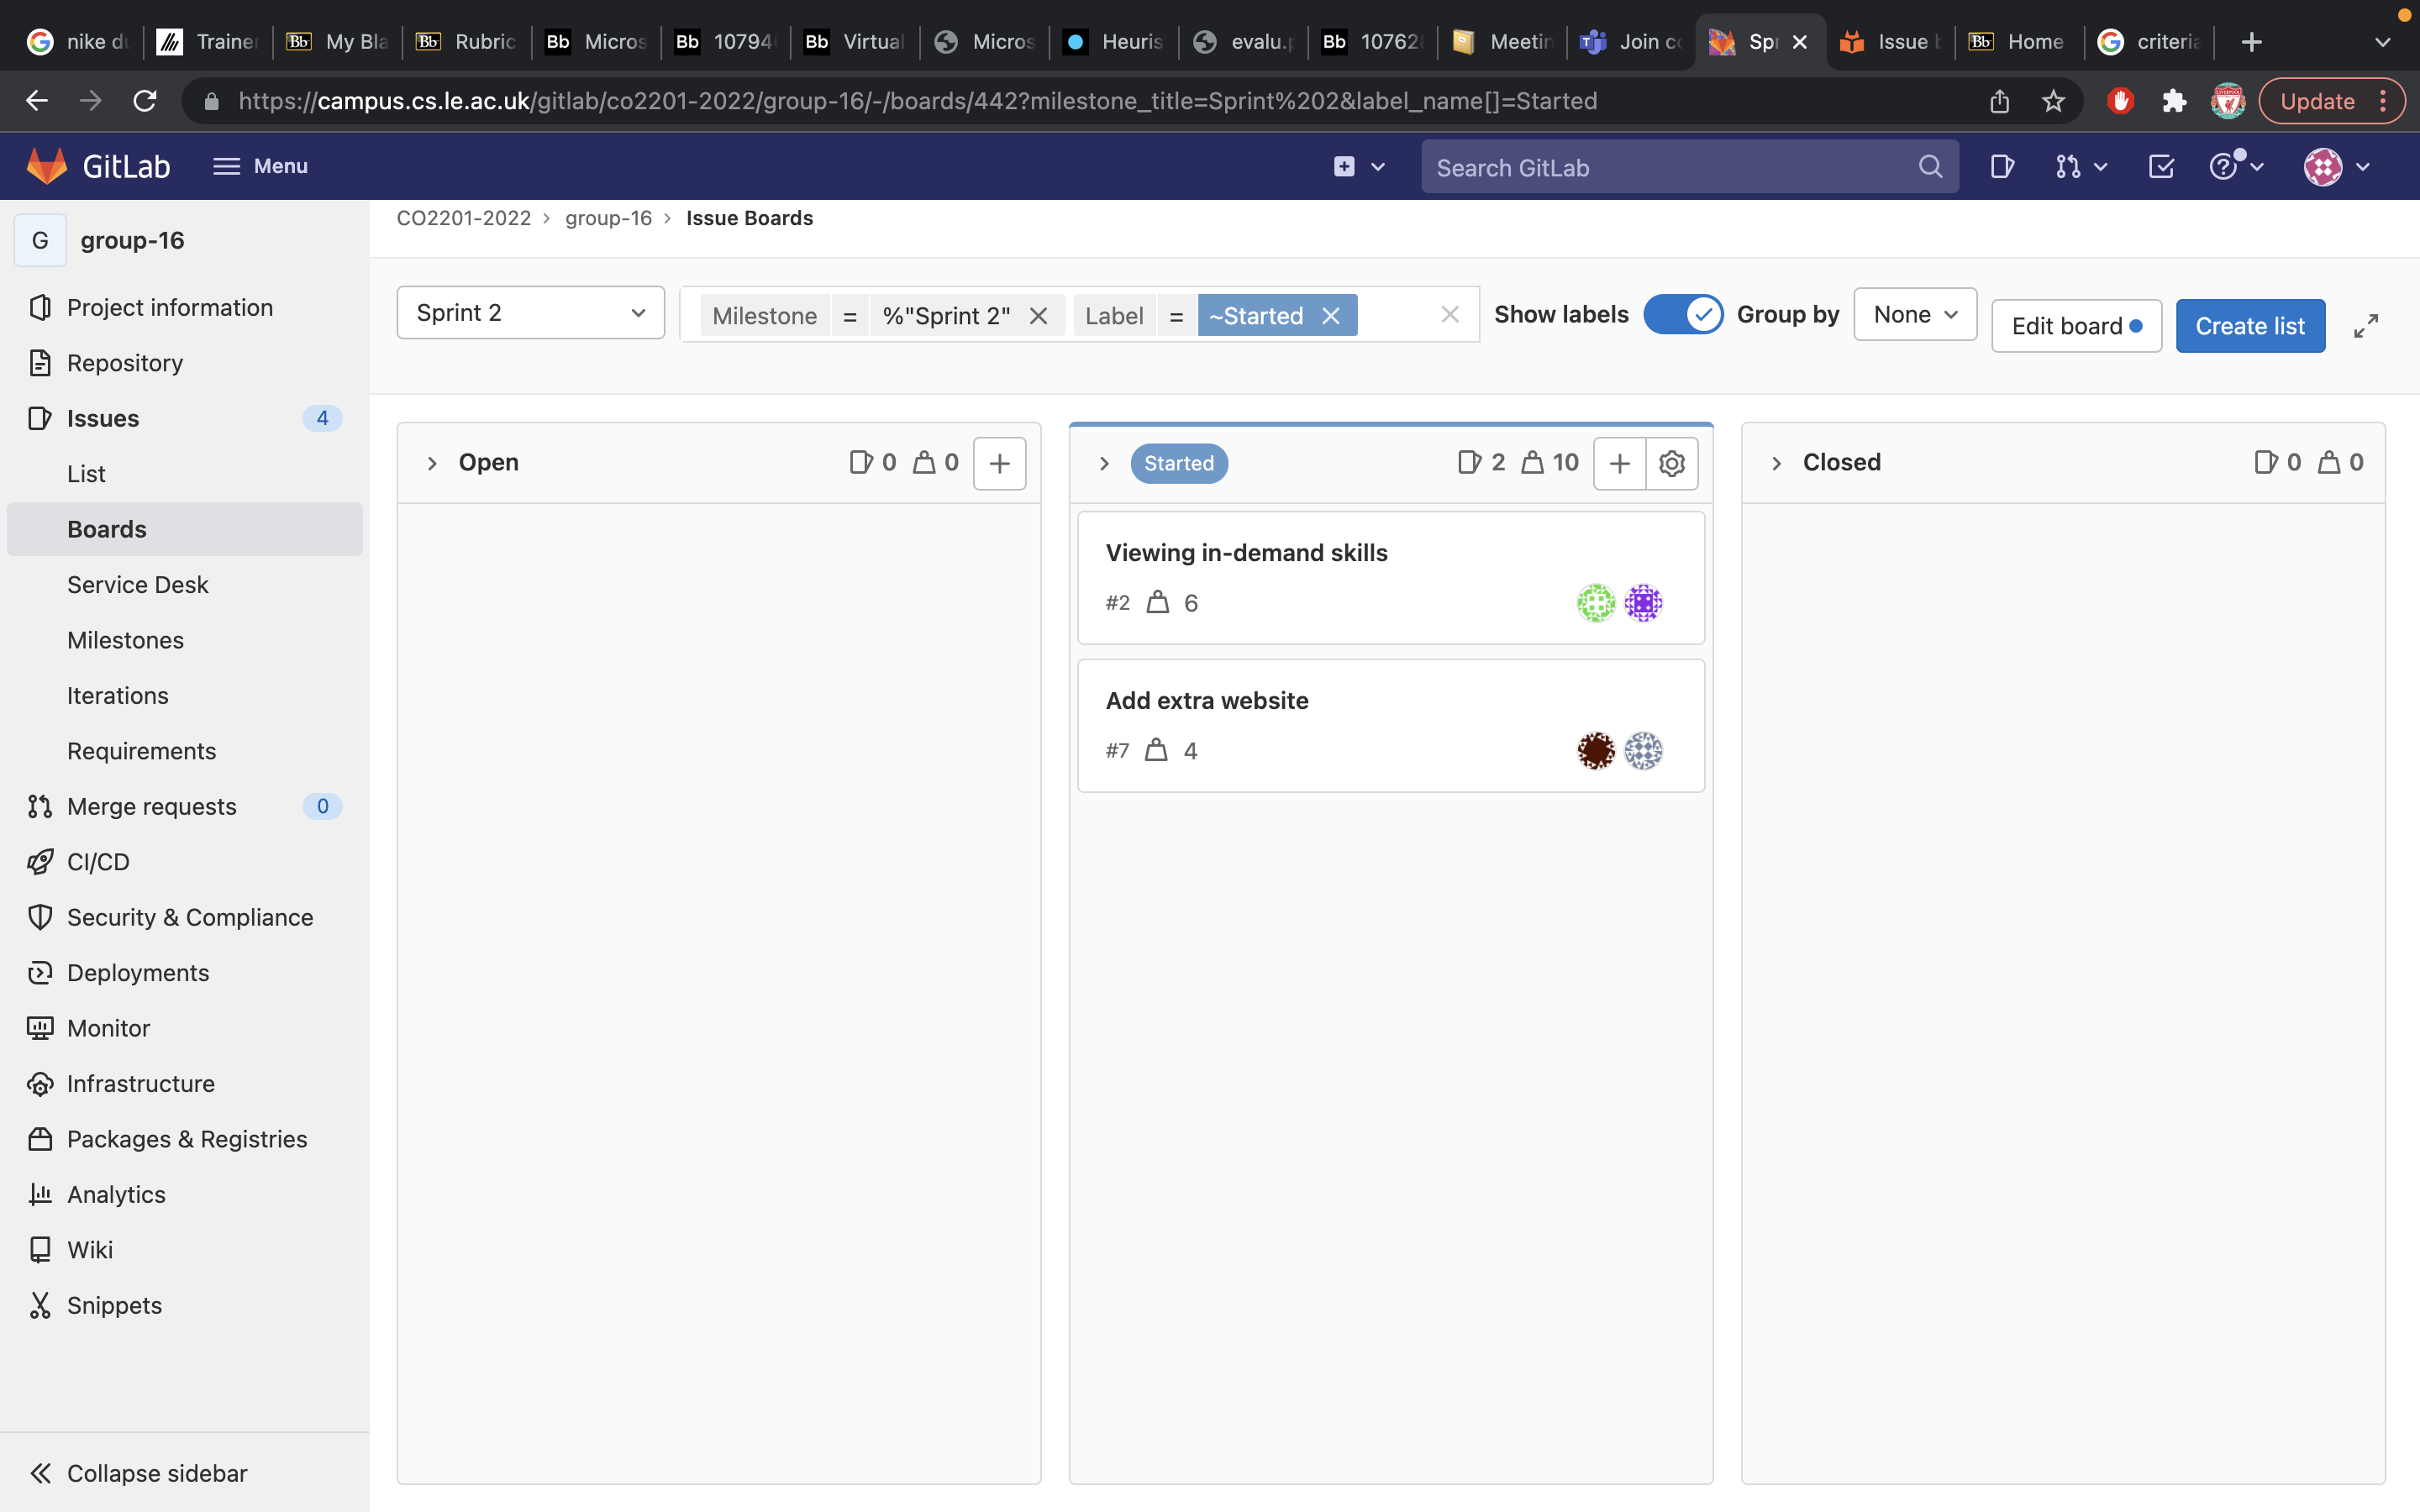 nike du
Trainer
My Bla
Rubric
Micros
10794
Virtual
Micros
Heuris
evalu.p
10762
Meetin
Join co
Spr
Issue b
Home
criteria
https://campus.cs.le.ac.uk/gitlab/co2201-2022/group-16/-/boards/442?milestone_title=Sprint%202&label_name[]=Started
Update
GitLab
Menu
Search GitLab
G
group-16
Project information
Repository
Issues 4
List
Boards
Service Desk
Milestones
Iterations
Requirements
Merge requests 0
CI/CD
Security & Compliance
Deployments
Monitor
Infrastructure
Packages & Registries
Analytics
Wiki
Snippets
Collapse sidebar
CO2201-2022 › group-16 › Issue Boards
Sprint 2
Milestone = %"Sprint 2" Label = ~Started
Show labels
Group by
None
Edit board
Create list
Open 0 0
Started 2 10
Viewing in-demand skills
#2 6
Add extra website
#7 4
Closed 0 0